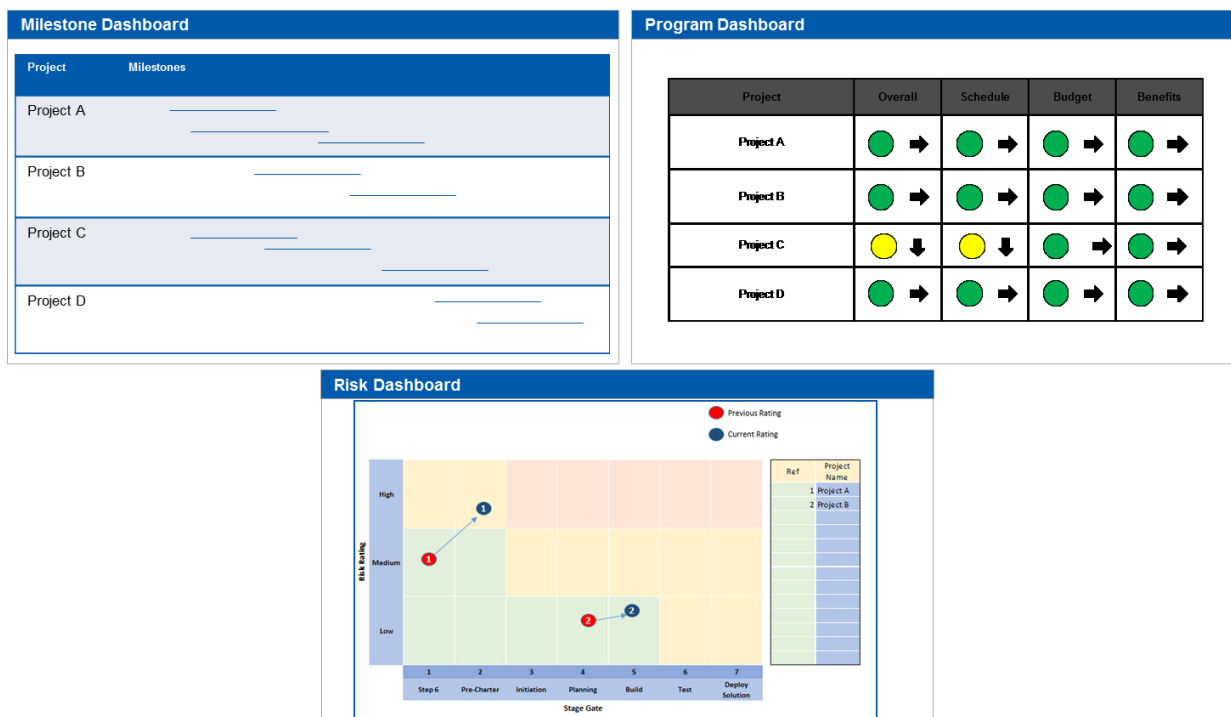 Milestone Dashboard
Project Milestones
Project A
Project B
Project C
Project D
Program Dashboard
Project Overall Schedule Budget Benefits
Project A
Project B
Project C
Project D
Risk Dashboard
Previous Rating
Current Rating
Risk Rating
High
Medium
Low
1
1
2
2
1 2 3 4 5 6 7
Step 6 Pre-Charter Initiation Planning Build Test Deploy Solution
Stage Gate
Ref Project Name
1 Project A
2 Project B